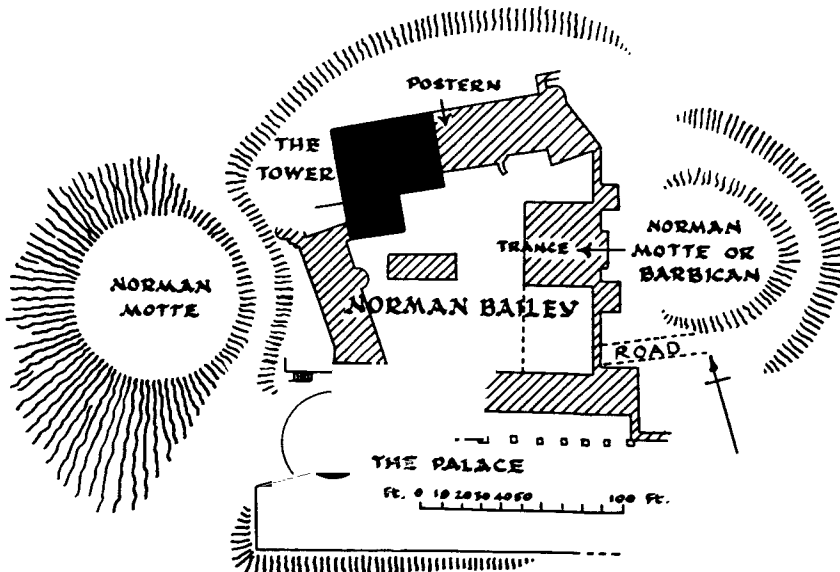 POSTERN
THE
TOWER
NORMAN
MOTTE OR
BARBICAN
TRANCE
NORMAN
MOTTE
NORMAN BAILEY
ROAD
THE PALACE
Ft. 0 10 20 30 40 50 100 Ft.